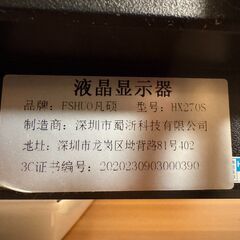 液晶显示器
品牌：FSHUO凡硕 型号：HX270S
制造商：深圳市蜀浙科技有限公司
地址：深圳市龙岗区坳背路81号402
3C证书编号：2020230903000390